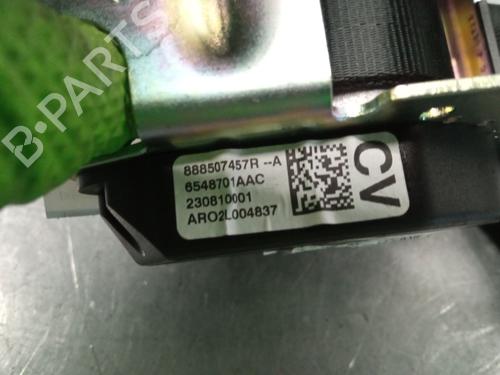 B-PARTS
888507457R --A
6548701AAC
230810001
ARO2L004837
CV